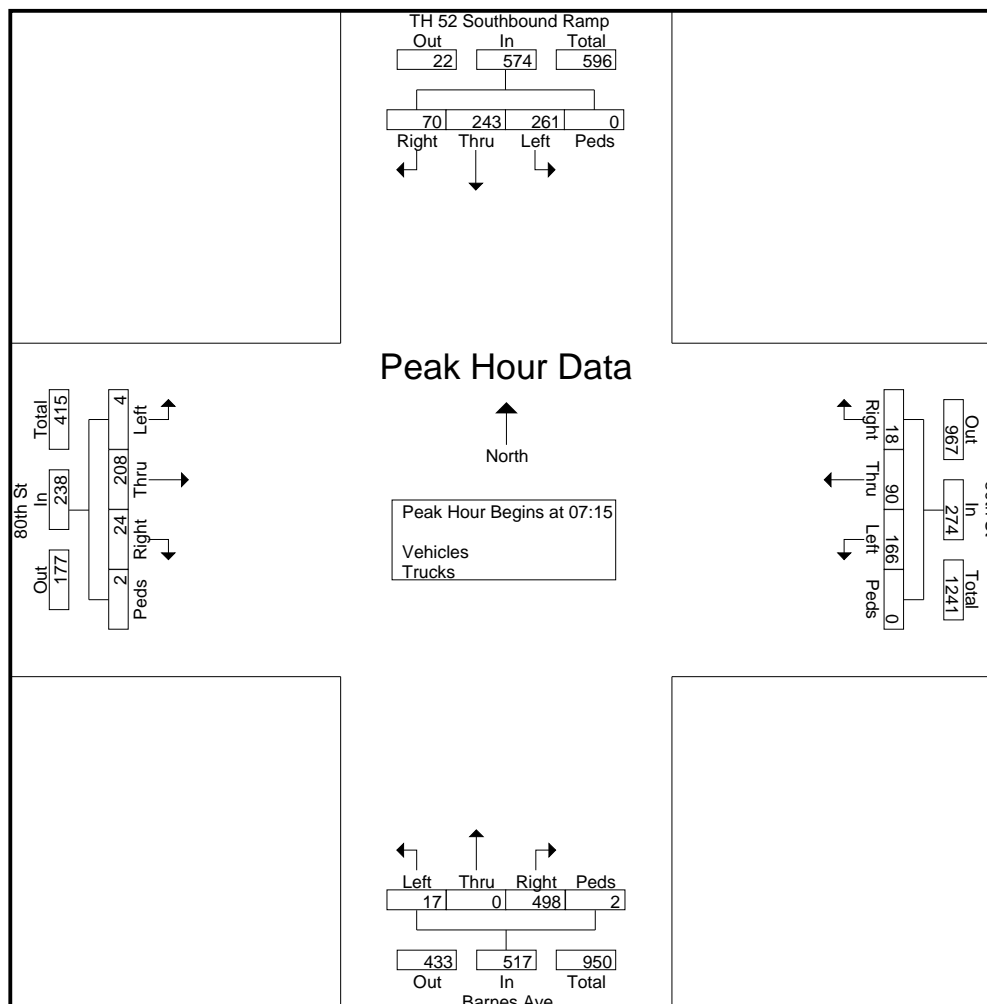 TH 52 Southbound Ramp
Out In Total
22 574 596
70 243 261 0
Right Thru Left Peds
Peak Hour Data
North
Peak Hour Begins at 07:15
Vehicles
Trucks
80th St
Total In Out
415 238 177
4 208 24 2
Left Thru Right Peds
Right Thru Left Peds
18 90 166 0
Out In Total
967 274 1241
Left Thru Right Peds
17 0 498 2
433 517 950
Out In Total
Barnes Ave